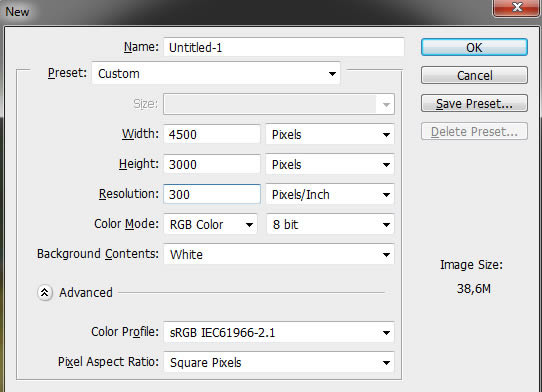 New
Name: Untitled-1
OK
Preset: Custom
Cancel
Size:
Save Preset...
Width: 4500 Pixels
Delete Preset...
Height: 3000 Pixels
Resolution: 300 Pixels/Inch
Color Mode: RGB Color 8 bit
Background Contents: White
Image Size:
38,6M
Advanced
Color Profile: sRGB IEC61966-2.1
Pixel Aspect Ratio: Square Pixels